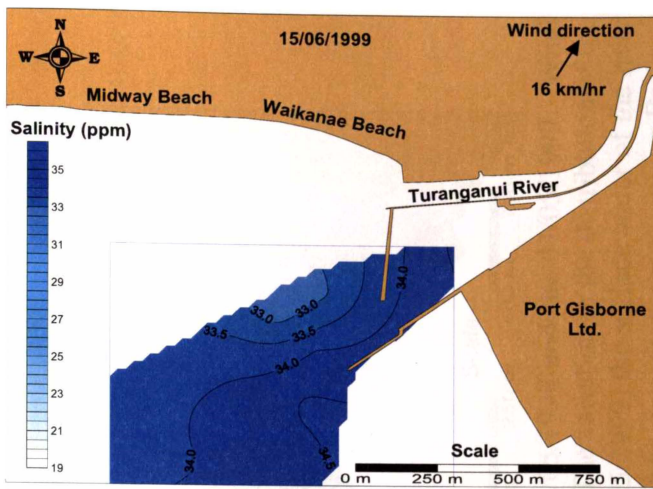 N
W E
S
15/06/1999
Wind direction
16 km/hr
Midway Beach
Waikanae Beach
Salinity (ppm)
Turanganui River
35
33
31
29
27
25
23
21
19
34.0
33.0
33.0
33.5
33.5
34.0
34.0
34.5
Port Gisborne
Ltd.
Scale
0 m 250 m 500 m 750 m